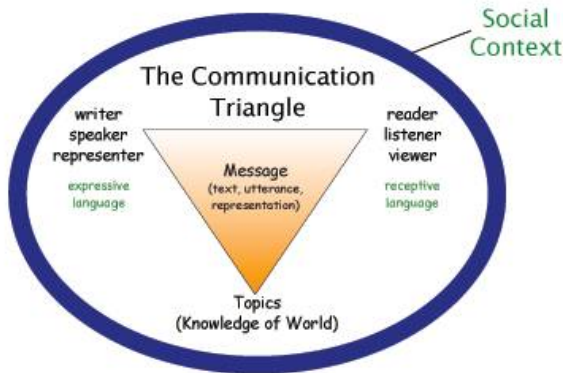 Social
Context
The Communication
Triangle
writer
speaker
representer
expressive
language
reader
listener
viewer
receptive
language
Message
(text, utterance,
representation)
Topics
(Knowledge of World)